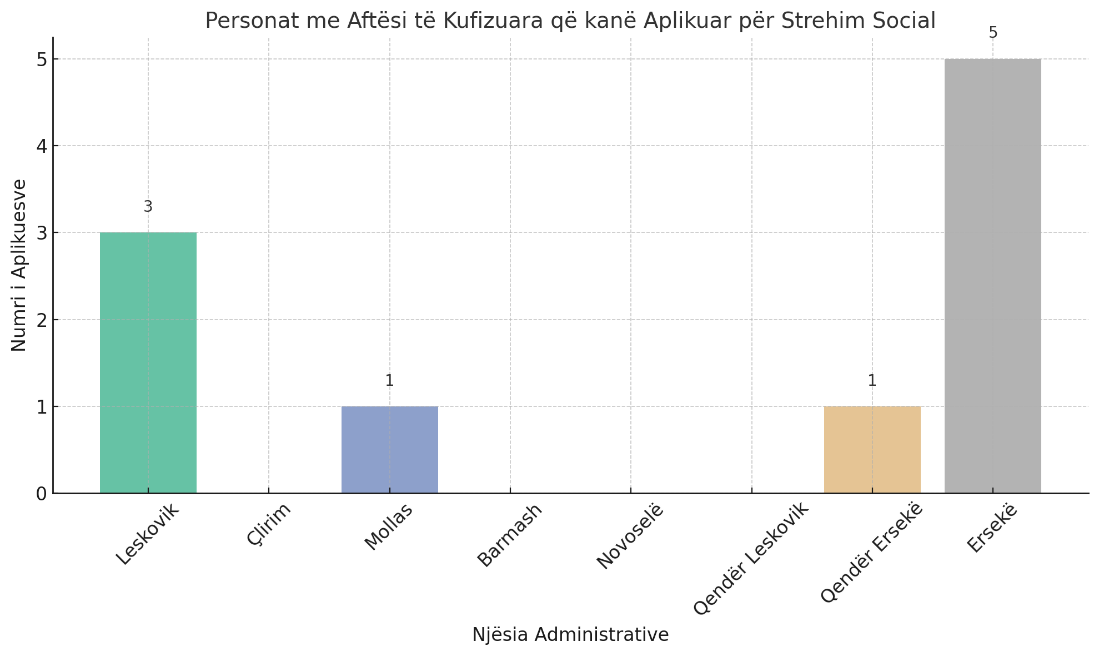 Personat me Aftësi të Kufizuara që kanë Aplikuar për Strehim Social
Numri i Aplikuesve
5
4
3
2
1
0
3
1
1
5
Leskovik
Çlirim
Mollas
Barmash
Novoselë
Qendër Leskovik
Qendër Ersekë
Ersekë
Njësia Administrative